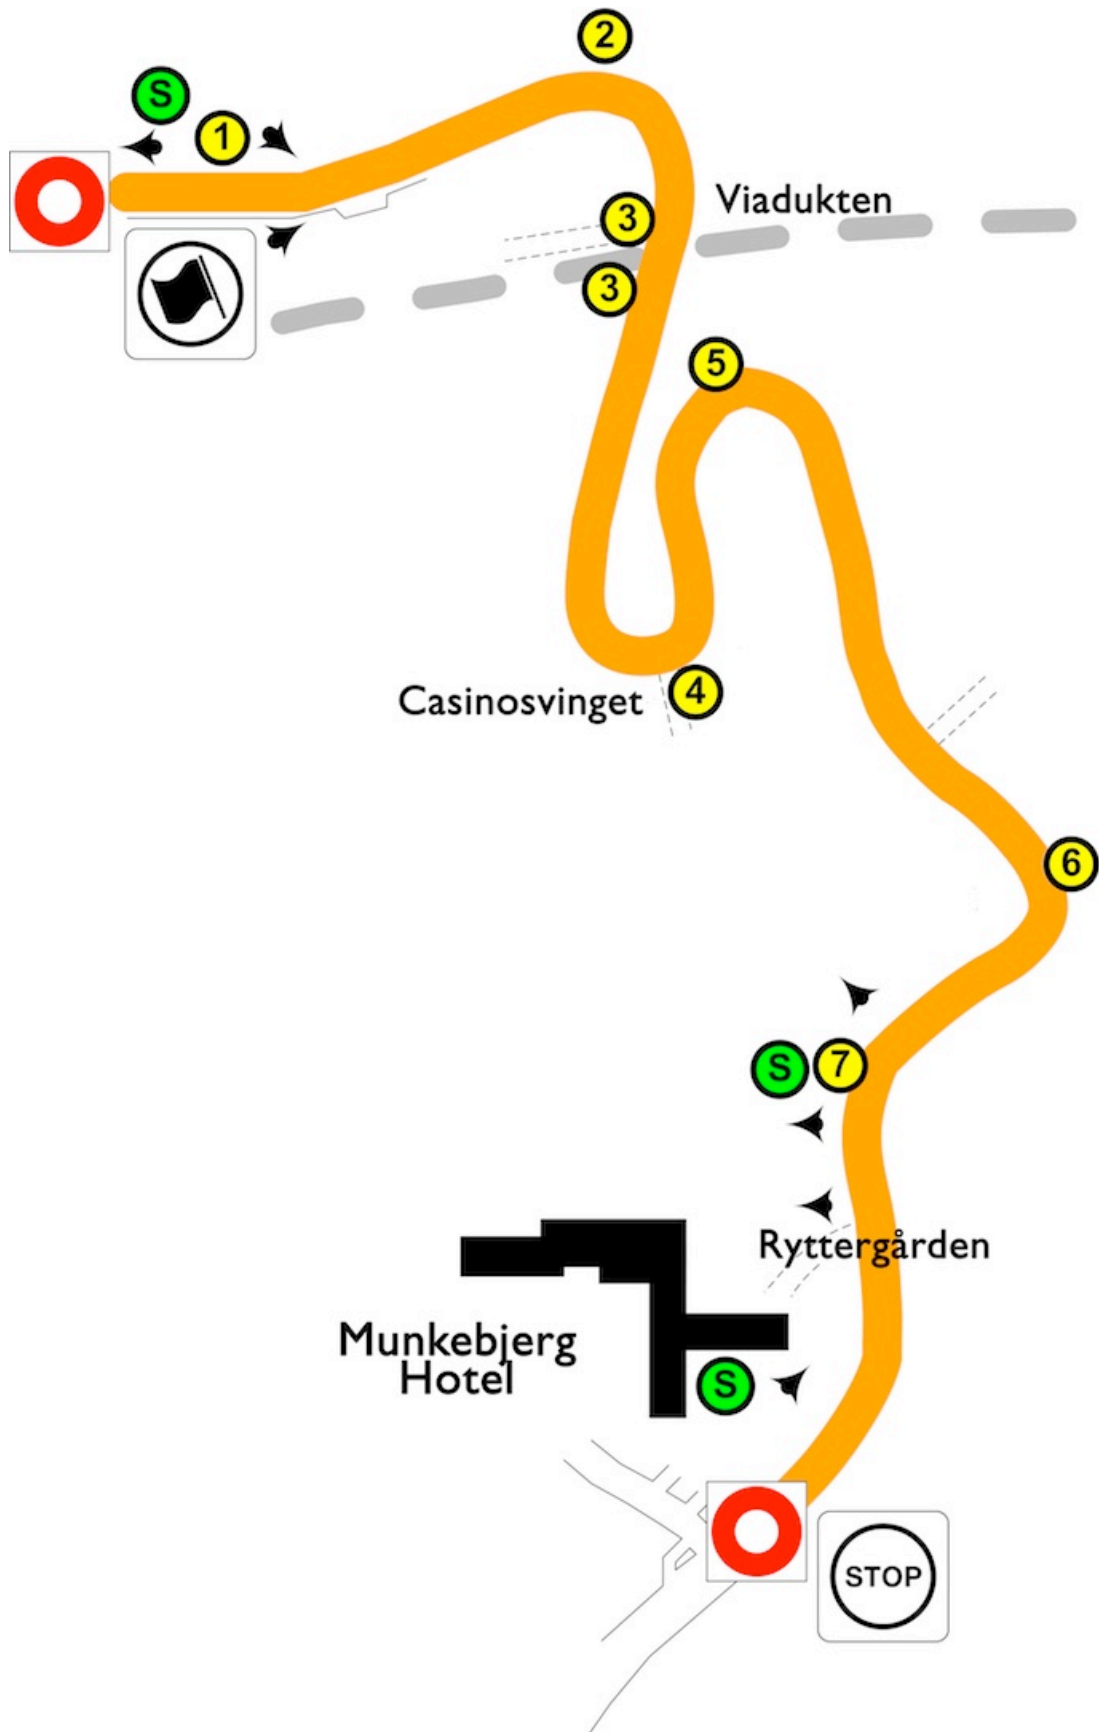 2
S
1
3
Viadukten
3
5
Casinosvinget
4
6
S
7
Ryttergården
Munkebjerg
Hotel
S
STOP